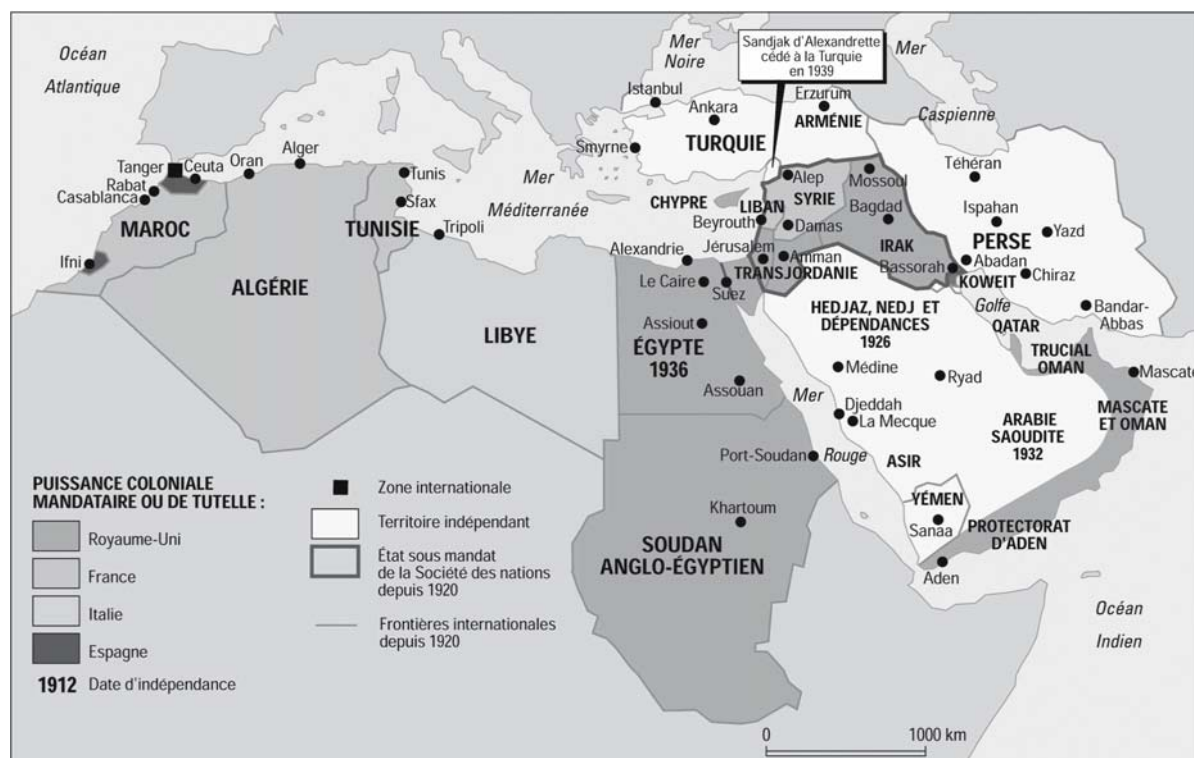 Océan
Atlantique
Mer
Noire
Sandjak d'Alexandrette
cédé à la Turquie
en 1939
Mer
Caspienne
Istanbul
Ankara
Erzurum
ARMÉNIE
TURQUIE
Smyrne
Téhéran
Tanger
Ceuta
Oran
Alger
Tunis
Rabat
Casablanca
Sfax
MAROC
TUNISIE
Tripoli
Mer
Méditerranée
CHYPRE
Alep
Mossoul
LIBAN
SYRIE
Bagdad
Beyrouth
Damas
IRAK
Ispahan
PERSE
Yazd
Ifni
Alexandrie
Jérusalem
Amman
TRANSJORDANIE
Bassorah
Abadan
KOWEIT
Chiraz
ALGÉRIE
Le Caire
Suez
Golfe
Bandar-
Abbas
LIBYE
Assiout
ÉGYPTE
1936
HEDJAZ, NEDJ ET
DÉPENDANCES
1926
QATAR
TRUCIAL
OMAN
Mascate
Assouan
Médine
Ryad
MASCATE
ET OMAN
Mer
Rouge
Djeddah
La Mecque
ARABIE
SAOUDITE
1932
Port-Soudan
ASIR
YÉMEN
Sanaa
Khartoum
PROTECTORAT
D'ADEN
SOUDAN
ANGLO-ÉGYPTIEN
Aden
Océan
Indien
PUISSANCE COLONIALE
MANDATAIRE OU DE TUTELLE :
Royaume-Uni
France
Italie
Espagne
1912 Date d'indépendance
Zone internationale
Territoire indépendant
État sous mandat
de la Société des nations
depuis 1920
Frontières internationales
depuis 1920
0 1000 km